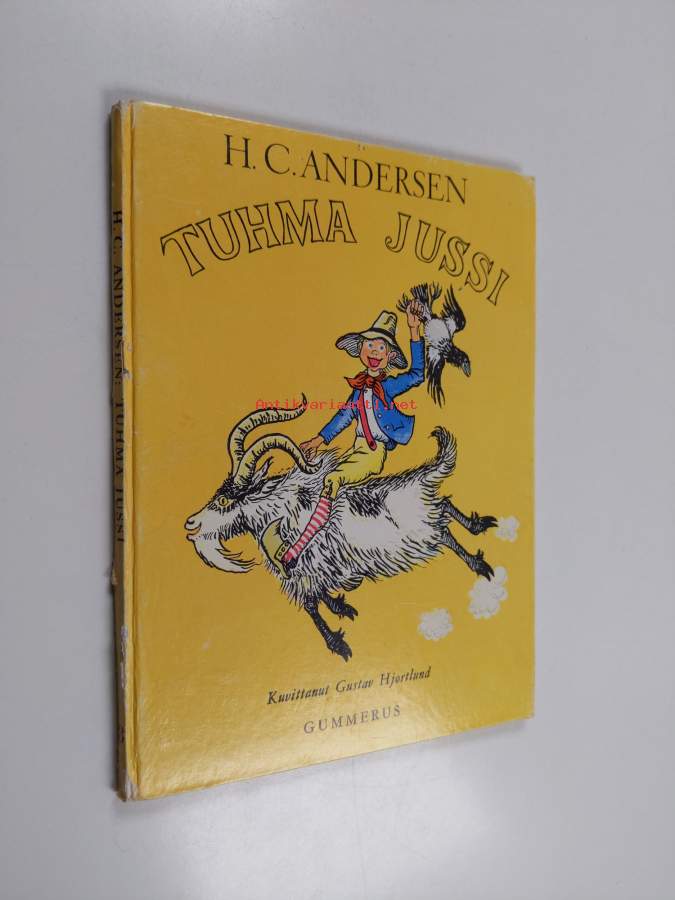 H. C. ANDERSEN
TUHMA JUSSI
Antikvariaatti.net
Kuvittanut Gustav Hjortlund
GUMMERUS
H. C. ANDERSEN: TUHMA JUSSI